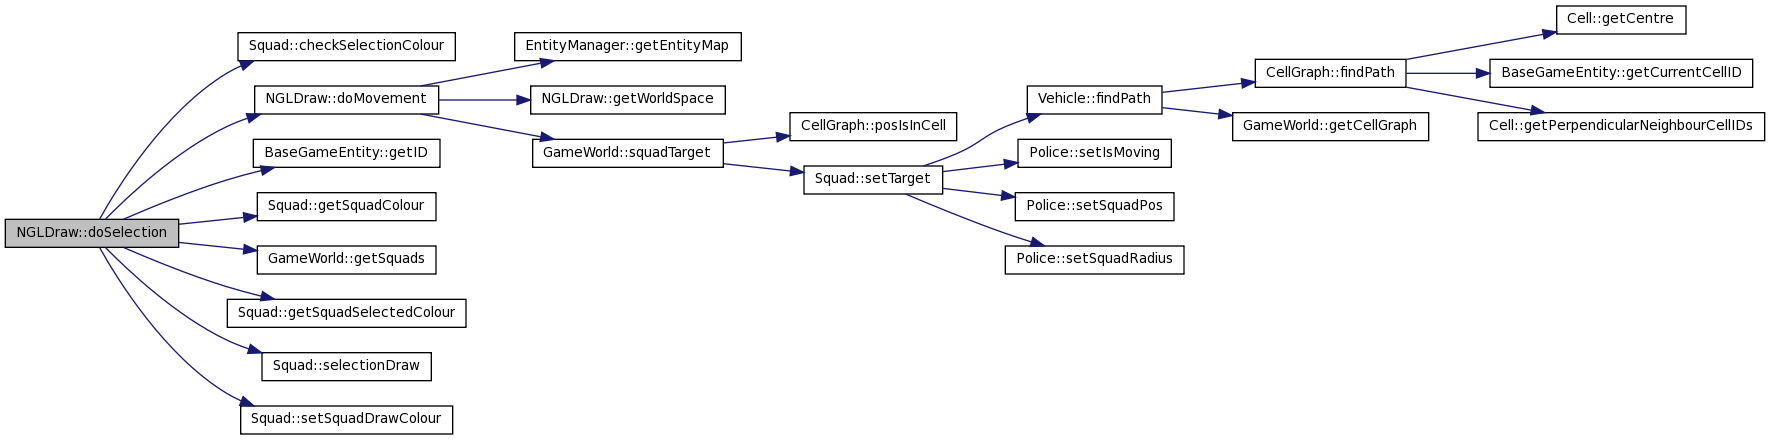 Cell::getCentre
Squad::checkSelectionColour
EntityManager::getEntityMap
CellGraph::findPath
BaseGameEntity::getCurrentCellID
NGLDraw::doMovement
NGLDraw::getWorldSpace
Vehicle::findPath
CellGraph::posIsInCell
GameWorld::getCellGraph
Cell::getPerpendicularNeighbourCellIDs
BaseGameEntity::getID
GameWorld::squadTarget
Police::setIsMoving
Squad::setTarget
Squad::getSquadColour
Police::setSquadPos
NGLDraw::doSelection
GameWorld::getSquads
Police::setSquadRadius
Squad::getSquadSelectedColour
Squad::selectionDraw
Squad::setSquadDrawColour